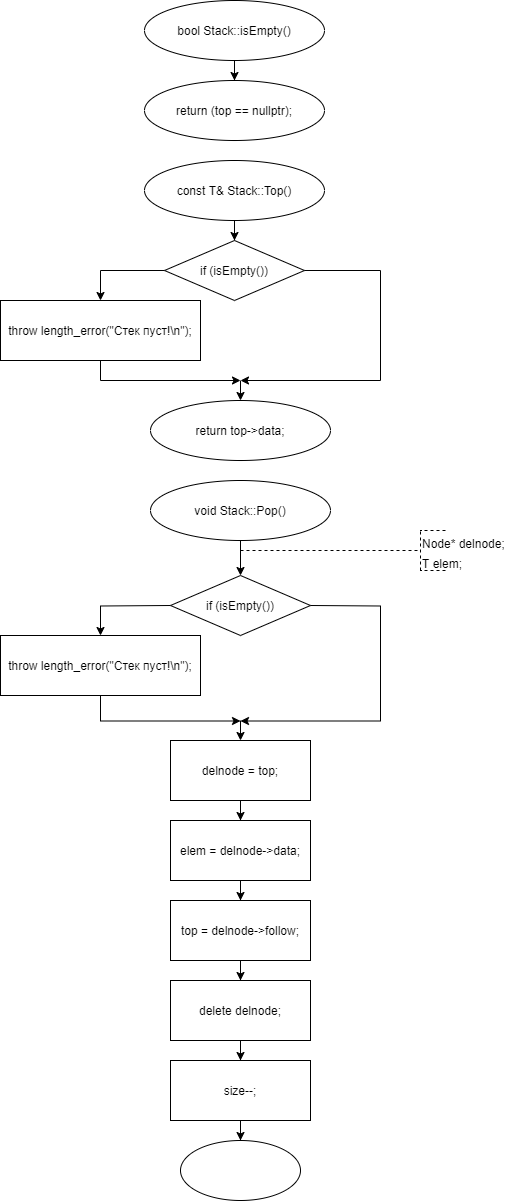 bool Stack::isEmpty()
return (top == nullptr);
const T& Stack::Top()
if (isEmpty())
throw length_error("Стек пуст!\n");
return top->data;
void Stack::Pop()
Node* delnode;
T elem;
if (isEmpty())
throw length_error("Стек пуст!\n");
delnode = top;
elem = delnode->data;
top = delnode->follow;
delete delnode;
size--;